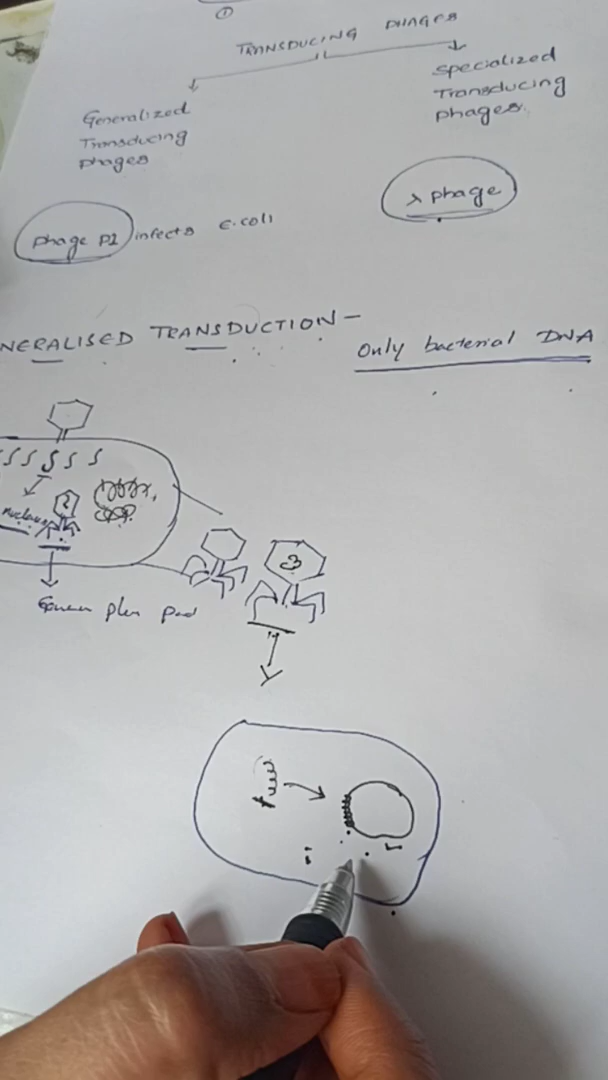 ①
TRANSDUCING PHAGES
Generalized
Transducing
phages
Specialized
Transducing
phages.
phage P1 infects E.coli
λ phage
NERALISED TRANSDUCTION -
Only bacterial DNA
nucleas